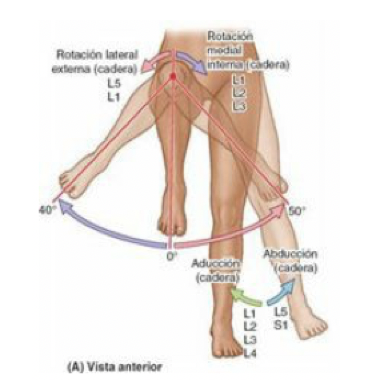 Rotación lateral
externa (cadera)
L5
L1
Rotación
medial
interna (cadera)
L1
L2
L3
40°
0°
50°
Aducción
(cadera)
L1
L2
L3
L4
Abducción
(cadera)
L5
S1
(A) Vista anterior